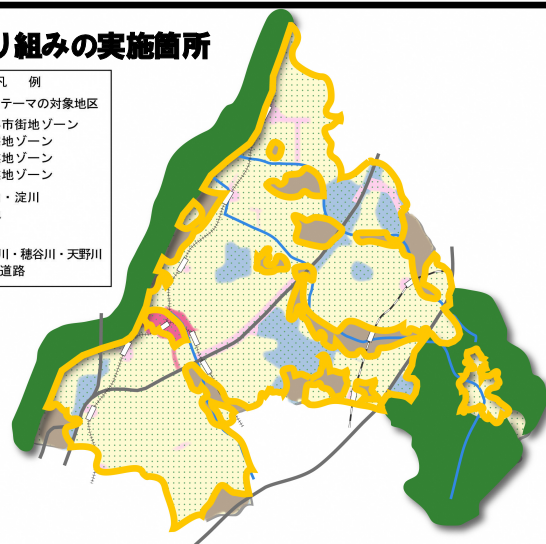 り組みの実施箇所
凡 例
テーマの対象地区
市街地ゾーン
地ゾーン
地ゾーン
地ゾーン
・淀川
川・穂谷川・天野川
道路